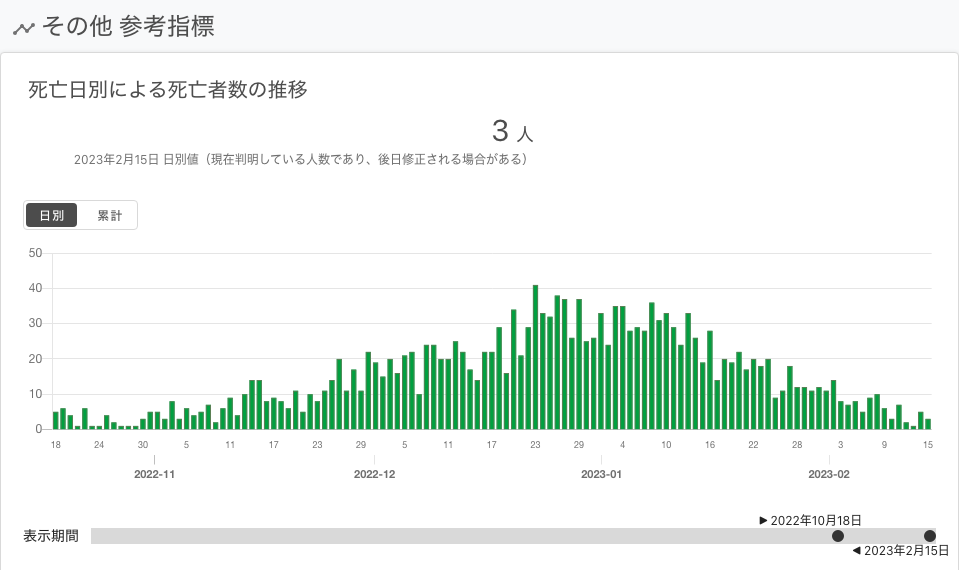 その他 参考指標
死亡日別による死亡者数の推移
3 人
2023年2月15日 日別値（現在判明している人数であり、後日修正される場合がある）
日別 累計
50
40
30
20
10
0
18 24 30 5 11 17 23 29 5 11 17 23 29 4 10 16 22 28 3 9 15
2022-11 2022-12 2023-01 2023-02
▶ 2022年10月18日
表示期間
◀ 2023年2月15日